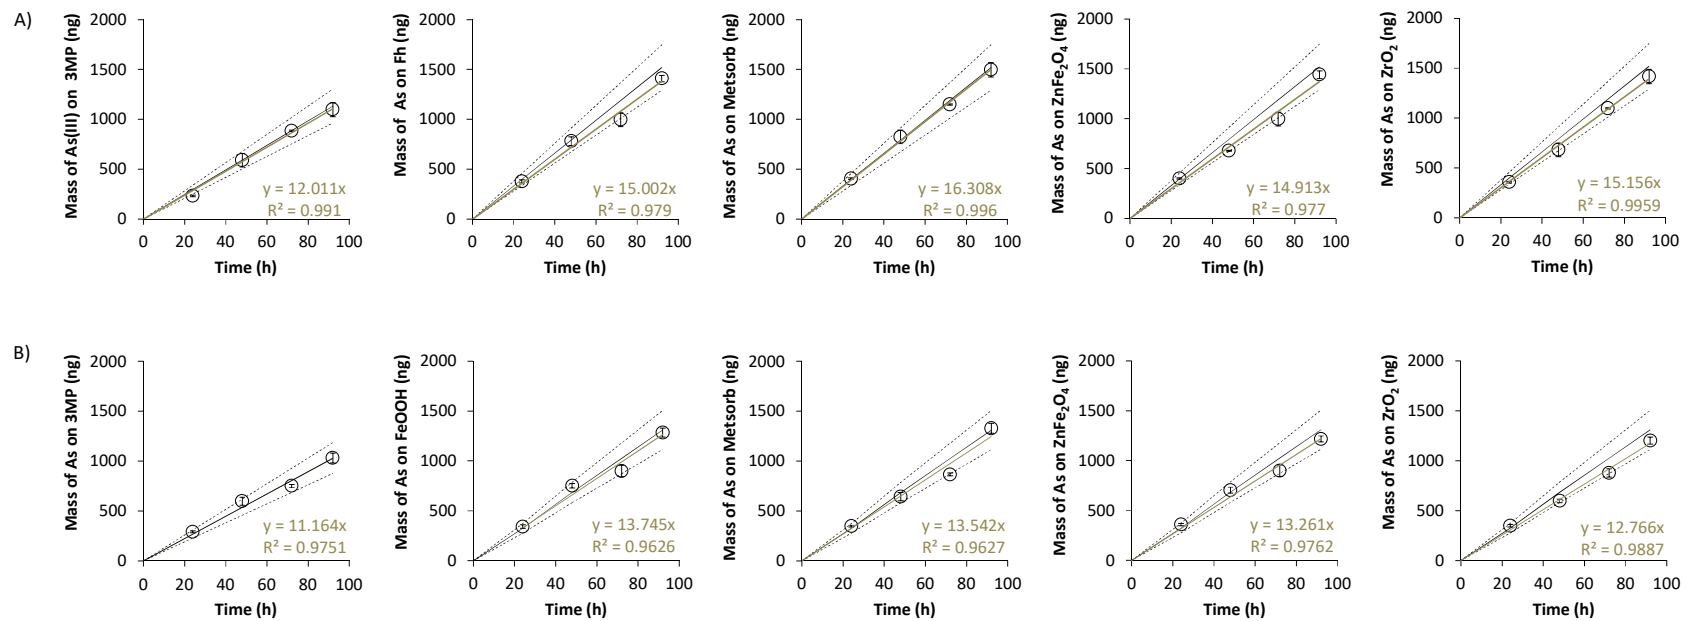 A)
Mass of As(III) on 3MP (ng)
2000
1500
1000
500
0
0 20 40 60 80 100
Time (h)
y = 12.011x
R² = 0.991
Mass of As on Fh (ng)
2000
1500
1000
500
0
0 20 40 60 80 100
Time (h)
y = 15.002x
R² = 0.979
Mass of As on Metsorb (ng)
2000
1500
1000
500
0
0 20 40 60 80 100
Time (h)
y = 16.308x
R² = 0.996
Mass of As on ZnFe₂O₄ (ng)
2000
1500
1000
500
0
0 20 40 60 80 100
Time (h)
y = 14.913x
R² = 0.977
Mass of As on ZrO₂ (ng)
2000
1500
1000
500
0
0 20 40 60 80 100
Time (h)
y = 15.156x
R² = 0.9959
B)
Mass of As on 3MP (ng)
2000
1500
1000
500
0
0 20 40 60 80 100
Time (h)
y = 11.164x
R² = 0.9751
Mass of As on FeOOH (ng)
2000
1500
1000
500
0
0 20 40 60 80 100
Time (h)
y = 13.745x
R² = 0.9626
Mass of As on Metsorb (ng)
2000
1500
1000
500
0
0 20 40 60 80 100
Time (h)
y = 13.542x
R² = 0.9627
Mass of As on ZnFe₂O₄ (ng)
2000
1500
1000
500
0
0 20 40 60 80 100
Time (h)
y = 13.261x
R² = 0.9762
Mass of As on ZrO₂ (ng)
2000
1500
1000
500
0
0 20 40 60 80 100
Time (h)
y = 12.766x
R² = 0.9887